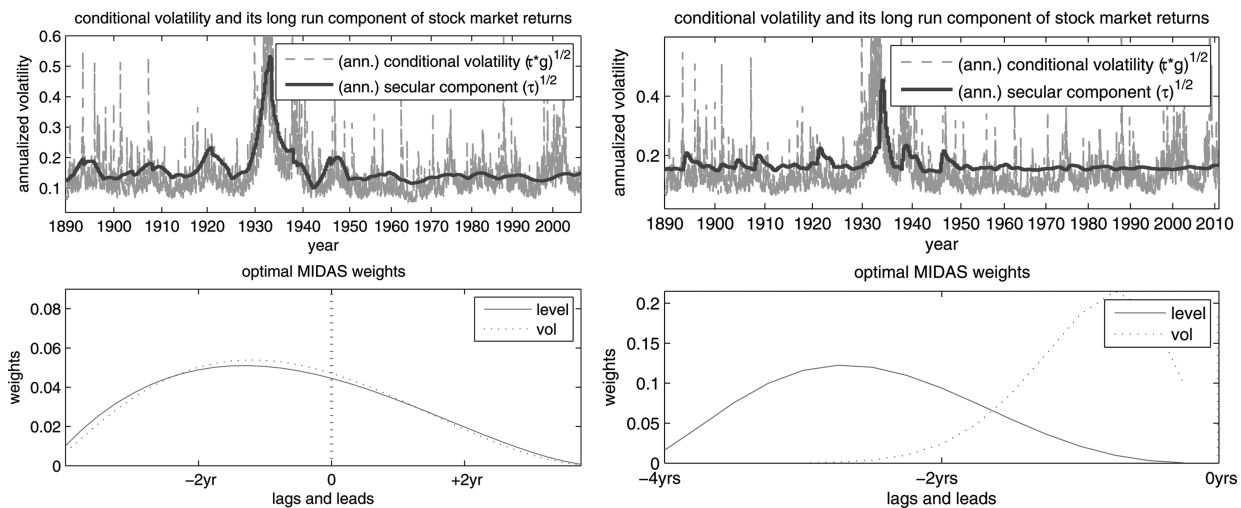 conditional volatility and its long run component of stock market returns
0.6
0.5
0.4
0.3
0.2
0.1
annualized volatility
(ann.) conditional volatility (τ*g)^1/2
(ann.) secular component (τ)^1/2
1890 1900 1910 1920 1930 1940 1950 1960 1970 1980 1990 2000
year
conditional volatility and its long run component of stock market returns
0.4
0.2
annualized volatility
(ann.) conditional volatility (τ*g)^1/2
(ann.) secular component (τ)^1/2
1890 1900 1910 1920 1930 1940 1950 1960 1970 1980 1990 2000 2010
year
optimal MIDAS weights
0.08
0.06
0.04
0.02
0
weights
level
vol
−2yr 0 +2yr
lags and leads
optimal MIDAS weights
0.2
0.15
0.1
0.05
0
weights
level
vol
−4yrs −2yrs 0yrs
lags and leads